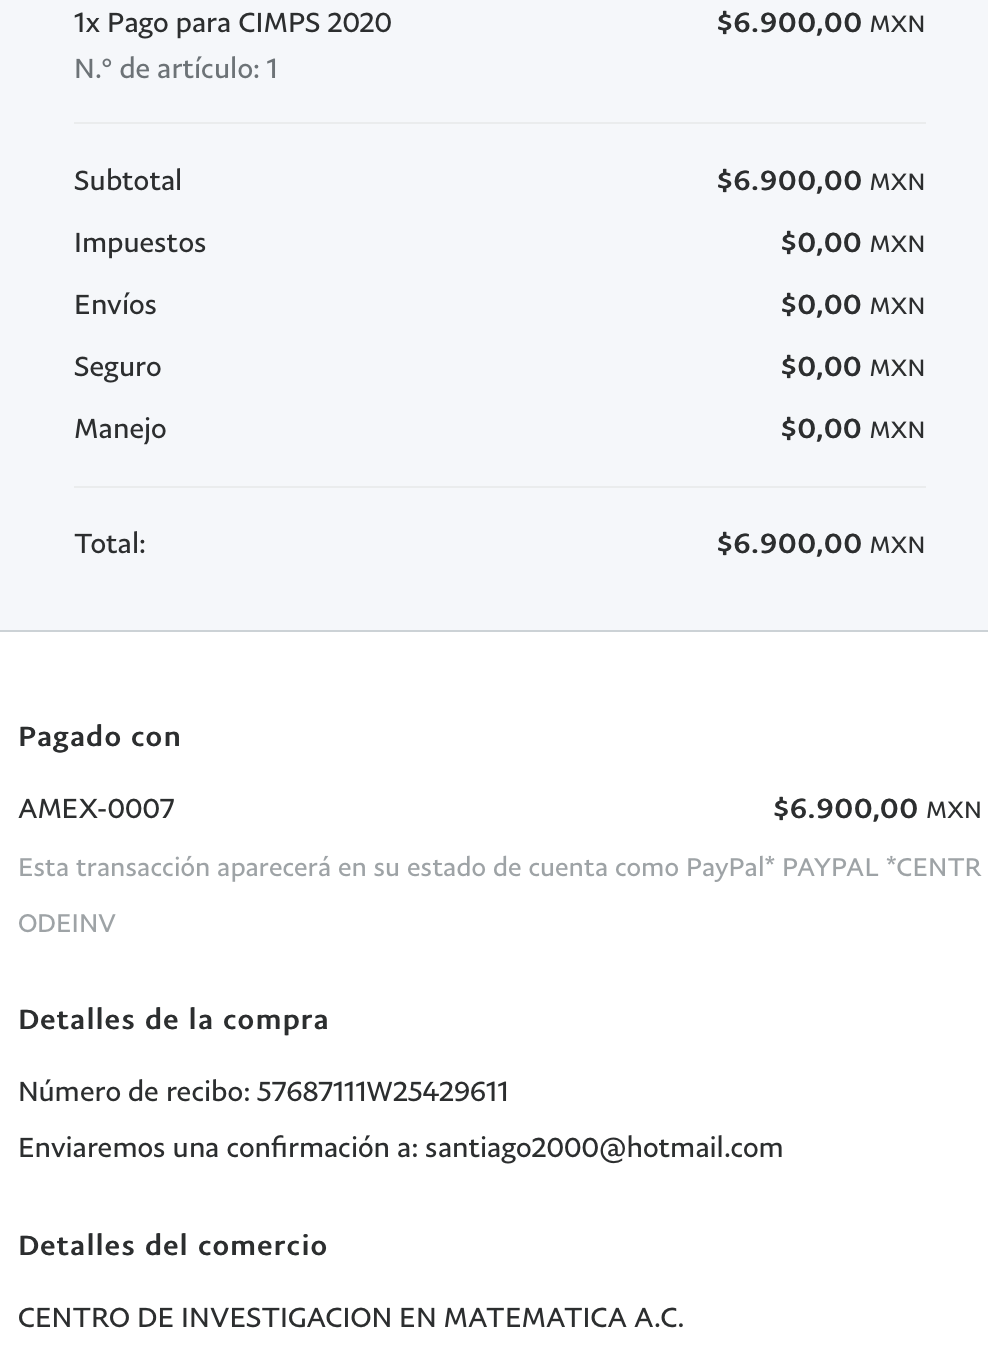 1x Pago para CIMPS 2020 $6.900,00 MXN
N.° de artículo: 1
Subtotal $6.900,00 MXN
Impuestos $0,00 MXN
Envíos $0,00 MXN
Seguro $0,00 MXN
Manejo $0,00 MXN
Total: $6.900,00 MXN
Pagado con
AMEX-0007 $6.900,00 MXN
Esta transacción aparecerá en su estado de cuenta como PayPal* PAYPAL *CENTR
ODEINV
Detalles de la compra
Número de recibo: 57687111W25429611
Enviaremos una confirmación a: santiago2000@hotmail.com
Detalles del comercio
CENTRO DE INVESTIGACION EN MATEMATICA A.C.